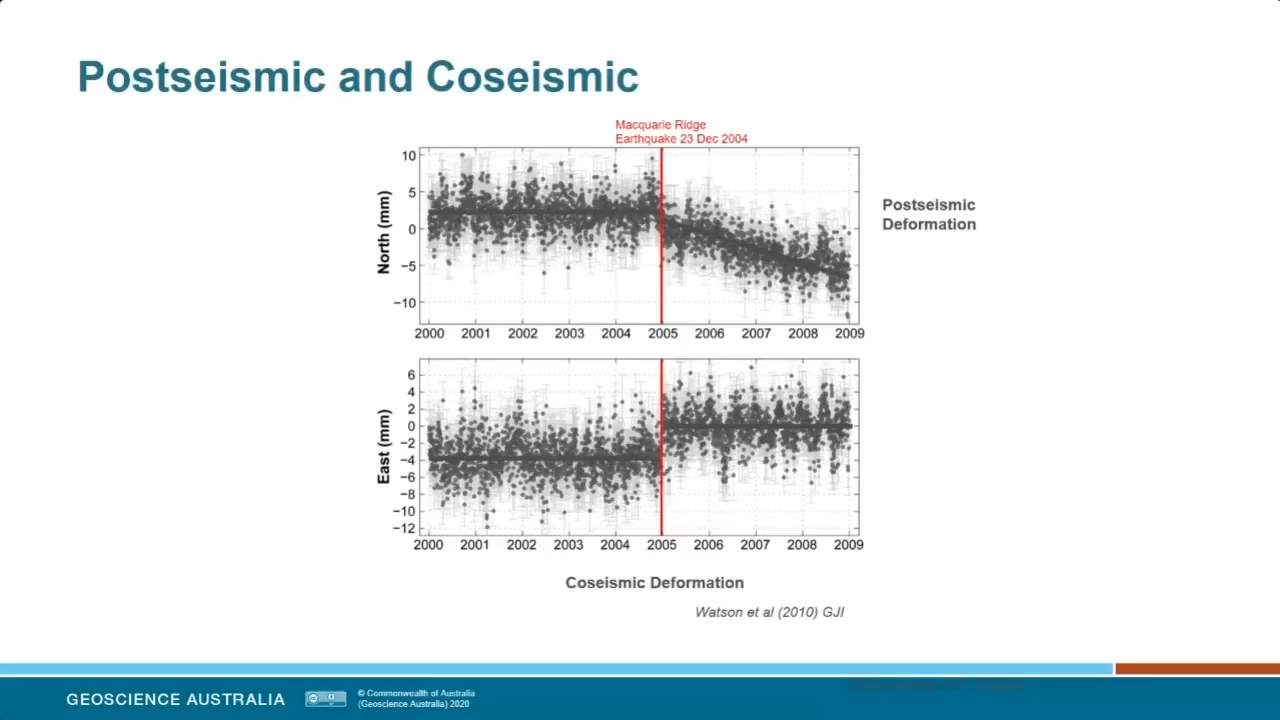 Postseismic and Coseismic
Macquarie Ridge
Earthquake 23 Dec 2004
North (mm)
10
5
0
−5
−10
2000 2001 2002 2003 2004 2005 2006 2007 2008 2009
Postseismic
Deformation
East (mm)
6
4
2
0
−2
−4
−6
−8
−10
−12
2000 2001 2002 2003 2004 2005 2006 2007 2008 2009
Coseismic Deformation
Watson et al (2010) GJI
GEOSCIENCE AUSTRALIA
© Commonwealth of Australia
(Geoscience Australia) 2020